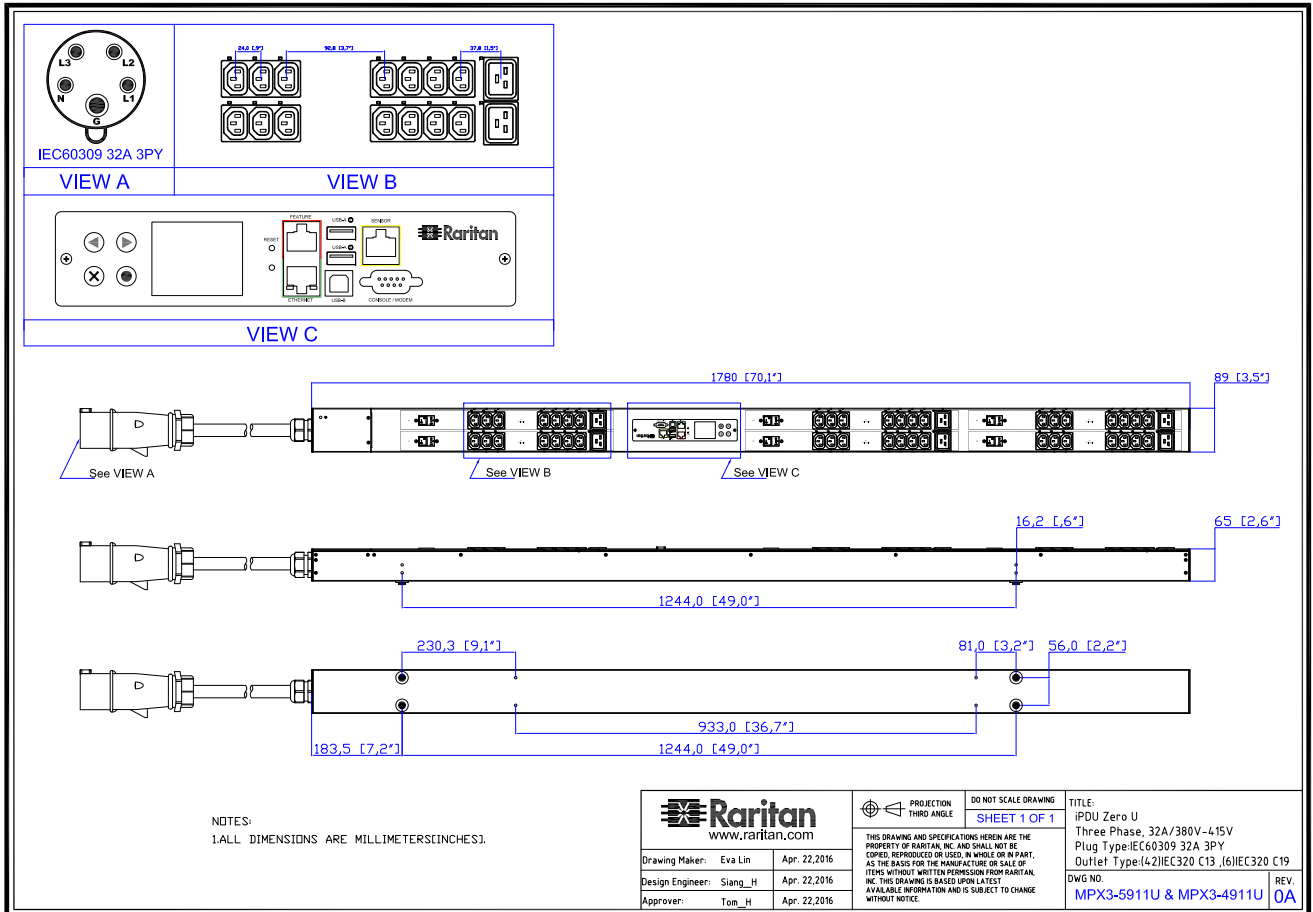 L3
L2
N
L1
G
IEC60309 32A 3PY
VIEW A
24,0 [,9"]
92,8 [3,7"]
37,8 [1,5"]
VIEW B
FEATURE
USB-A
SENSOR
RESET
USB-A
Raritan
ETHERNET
USB-B
CONSOLE / MODEM
VIEW C
1780 [70,1"]
89 [3,5"]
Raritan
See VIEW A
See VIEW B
See VIEW C
16,2 [,6"]
65 [2,6"]
1244,0 [49,0"]
230,3 [9,1"]
81,0 [3,2"]
56,0 [2,2"]
933,0 [36,7"]
183,5 [7,2"]
1244,0 [49,0"]
NOTES:
1.ALL DIMENSIONS ARE MILLIMETERS[INCHES].
Raritan
www.raritan.com
Drawing Maker: Eva Lin Apr. 22,2016
Design Engineer: Siang_H Apr. 22,2016
Approver: Tom_H Apr. 22,2016
PROJECTION
THIRD ANGLE
DO NOT SCALE DRAWING
SHEET 1 OF 1
THIS DRAWING AND SPECIFICATIONS HEREIN ARE THE
PROPERTY OF RARITAN, INC. AND SHALL NOT BE
COPIED, REPRODUCED OR USED, IN WHOLE OR IN PART,
AS THE BASIS FOR THE MANUFACTURE OR SALE OF
ITEMS WITHOUT WRITTEN PERMISSION FROM RARITAN,
INC. THIS DRAWING IS BASED UPON LATEST
AVAILABLE INFORMATION AND IS SUBJECT TO CHANGE
WITHOUT NOTICE.
TITLE:
iPDU Zero U
Three Phase, 32A/380V-415V
Plug Type:IEC60309 32A 3PY
Outlet Type:(42)IEC320 C13 ,(6)IEC320 C19
DWG NO.
MPX3-5911U & MPX3-4911U
REV.
0A